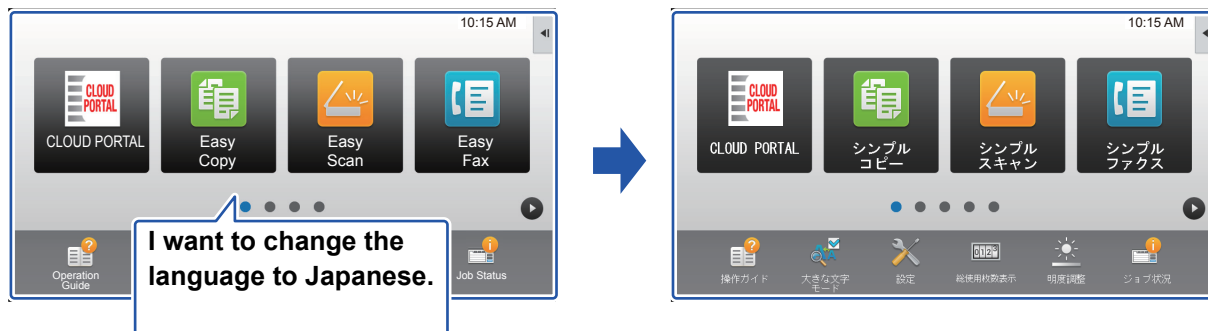 10:15 AM
CLOUD
PORTAL
CLOUD PORTAL
Easy
Copy
Easy
Scan
Easy
Fax
I want to change the
language to Japanese.
Operation
Guide
Job Status
10:15 AM
CLOUD
PORTAL
CLOUD PORTAL
シンプル
コピー
シンプル
スキャン
シンプル
ファクス
操作ガイド
大きな文字
モード
設定
0123
総使用枚数表示
明度調整
ジョブ状況